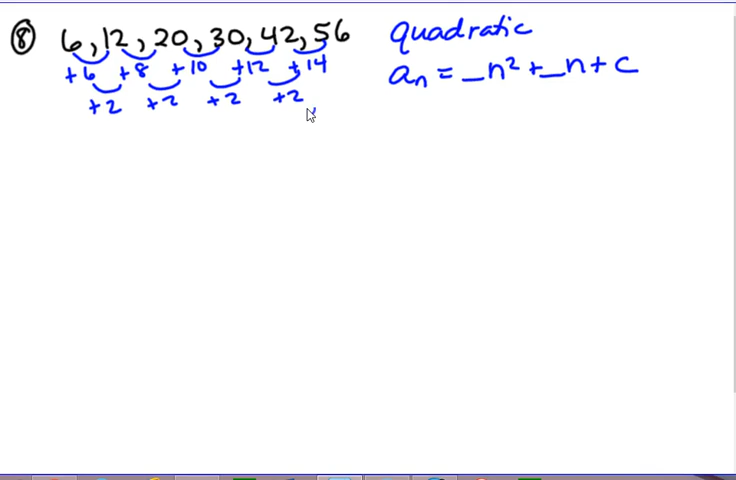 ⑧ 6, 12, 20, 30, 42, 56 quadratic
+6 +8 +10 +12 +14 aₙ = _n² + _n + c
+2 +2 +2 +2